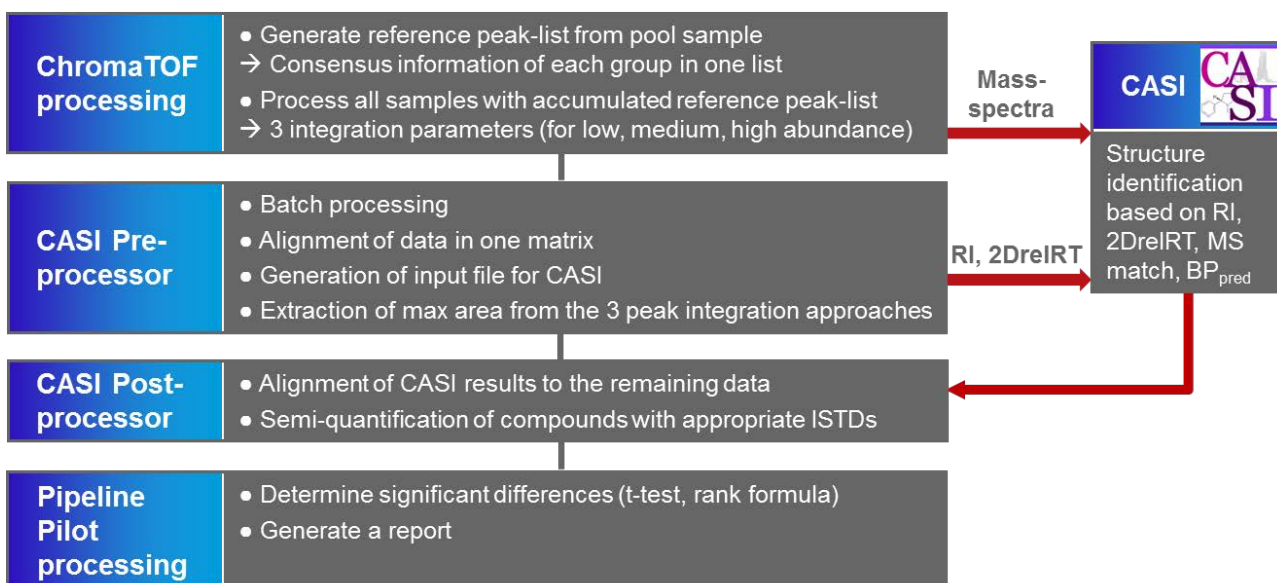 ChromaTOF
processing
● Generate reference peak-list from pool sample
→ Consensus information of each group in one list
● Process all samples with accumulated reference peak-list
→ 3 integration parameters (for low, medium, high abundance)
Mass-
spectra
CASI
CA
SI
Structure
identification
based on RI,
2DrelRT, MS
match, BPpred
CASI Pre-
processor
● Batch processing
● Alignment of data in one matrix
● Generation of input file for CASI
● Extraction of max area from the 3 peak integration approaches
RI, 2DrelRT
CASI Post-
processor
● Alignment of CASI results to the remaining data
● Semi-quantification of compounds with appropriate ISTDs
Pipeline
Pilot
processing
● Determine significant differences (t-test, rank formula)
● Generate a report